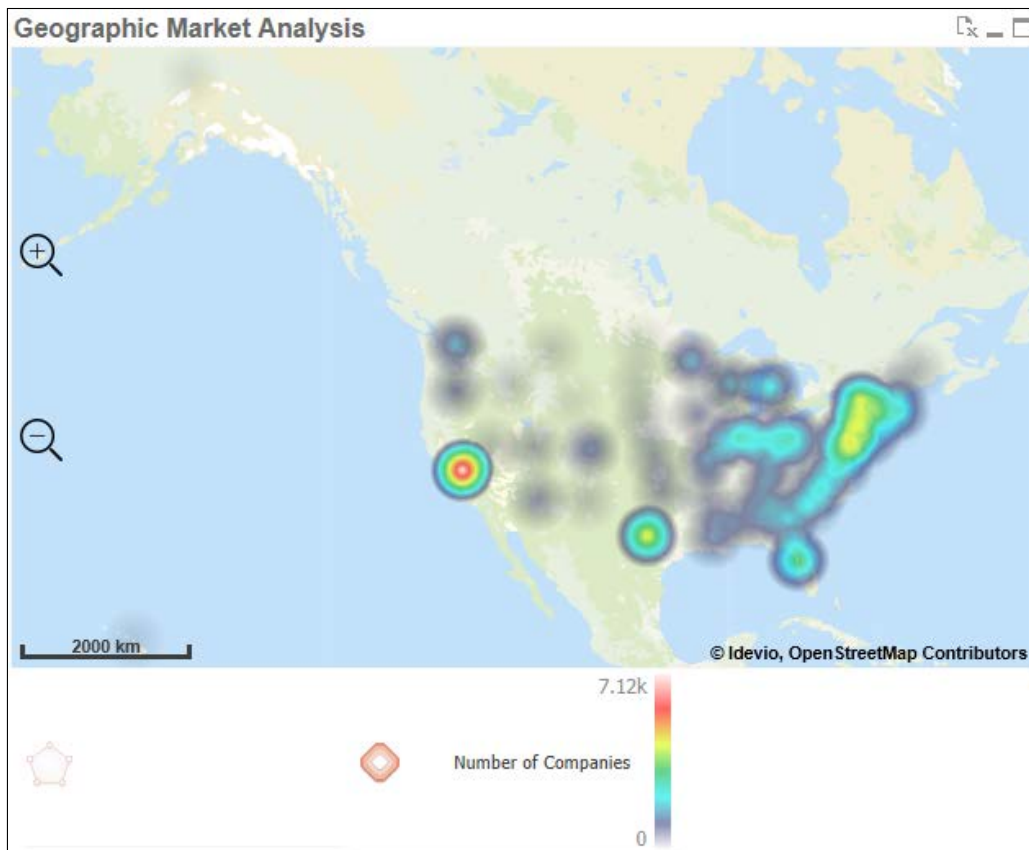 Geographic Market Analysis
2000 km
© Idevio, OpenStreetMap Contributors
7.12k
Number of Companies
0